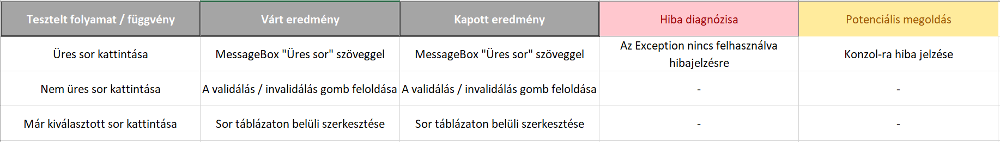 Tesztelt folyamat / függvény
Várt eredmény
Kapott eredmény
Hiba diagnózisa
Potenciális megoldás
Üres sor kattintása
MessageBox "Üres sor" szöveggel
MessageBox "Üres sor" szöveggel
Az Exception nincs felhasználva
hibajelzésre
Konzol-ra hiba jelzése
Nem üres sor kattintása
A validálás / invalidálás gomb feloldása
A validálás / invalidálás gomb feloldása
-
-
Már kiválasztott sor kattintása
Sor táblázaton belüli szerkesztése
Sor táblázaton belüli szerkesztése
-
-